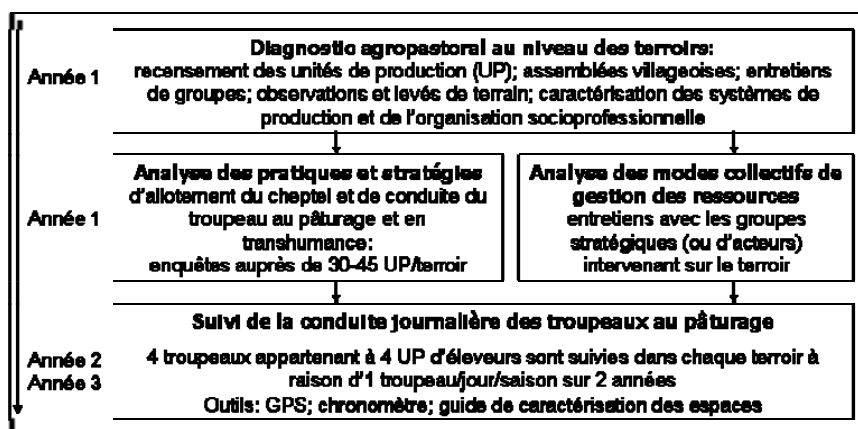 Diagnostic agropastoral au niveau des terroirs:
Année 1
recensement des unités de production (UP); assemblées villageoises; entretiens
de groupes; observations et levés de terrain; caractérisation des systèmes de
production et de l'organisation socioprofessionnelle
Année 1
Analyse des pratiques et stratégies
d'allotement du cheptel et de conduite du
troupeau au pâturage et en
transhumance:
enquêtes auprès de 30-45 UP/terroir
Analyse des modes collectifs de
gestion des ressources
entretiens avec les groupes
stratégiques (ou d'acteurs)
intervenant sur le terroir
Suivi de la conduite journalière des troupeaux au pâturage
Année 2
Année 3
4 troupeaux appartenant à 4 UP d'éleveurs sont suivies dans chaque terroir à
raison d'1 troupeau/jour/saison sur 2 années
Outils: GPS; chronomètre; guide de caractérisation des espaces